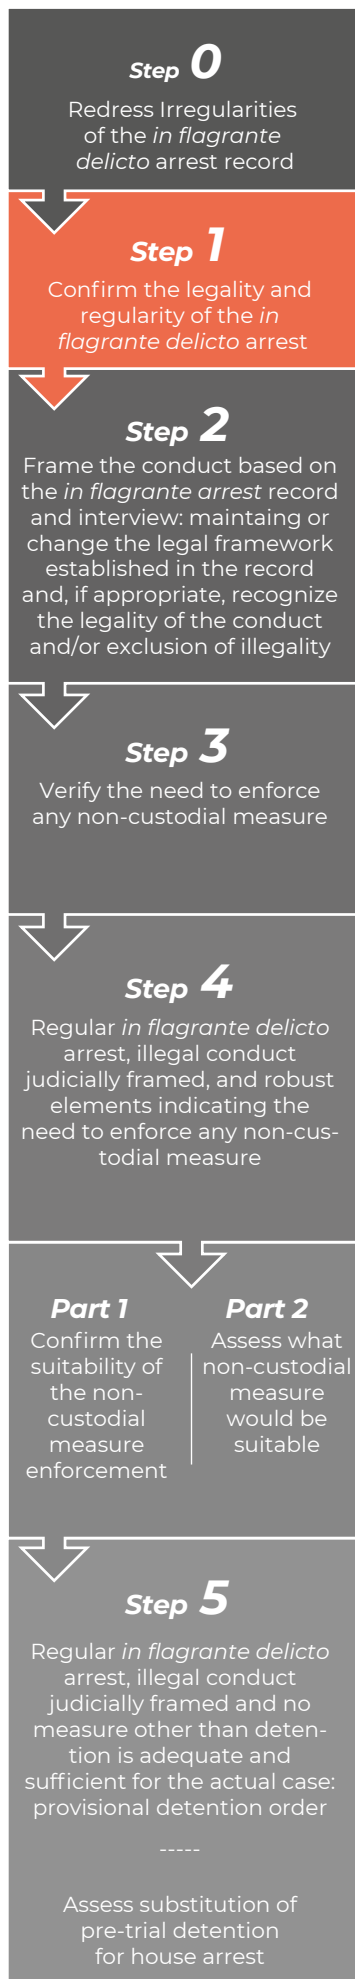 Step 0
Redress Irregularities
of the in flagrante
delicto arrest record
Step 1
Confirm the legality and
regularity of the in
flagrante delicto arrest
Step 2
Frame the conduct based on
the in flagrante arrest record
and interview: maintaing or
change the legal framework
established in the record
and, if appropriate, recognize
the legality of the conduct
and/or exclusion of illegality
Step 3
Verify the need to enforce
any non-custodial measure
Step 4
Regular in flagrante delicto
arrest, illegal conduct
judicially framed, and robust
elements indicating the
need to enforce any non-cus-
todial measure
Part 1
Confirm the
suitability of
the non-
custodial
measure
enforcement
Part 2
Assess what
non-custodial
measure
would be
suitable
Step 5
Regular in flagrante delicto
arrest, illegal conduct
judicially framed and no
measure other than deten-
tion is adequate and
sufficient for the actual case:
provisional detention order
-----
Assess substitution of
pre-trial detention
for house arrest